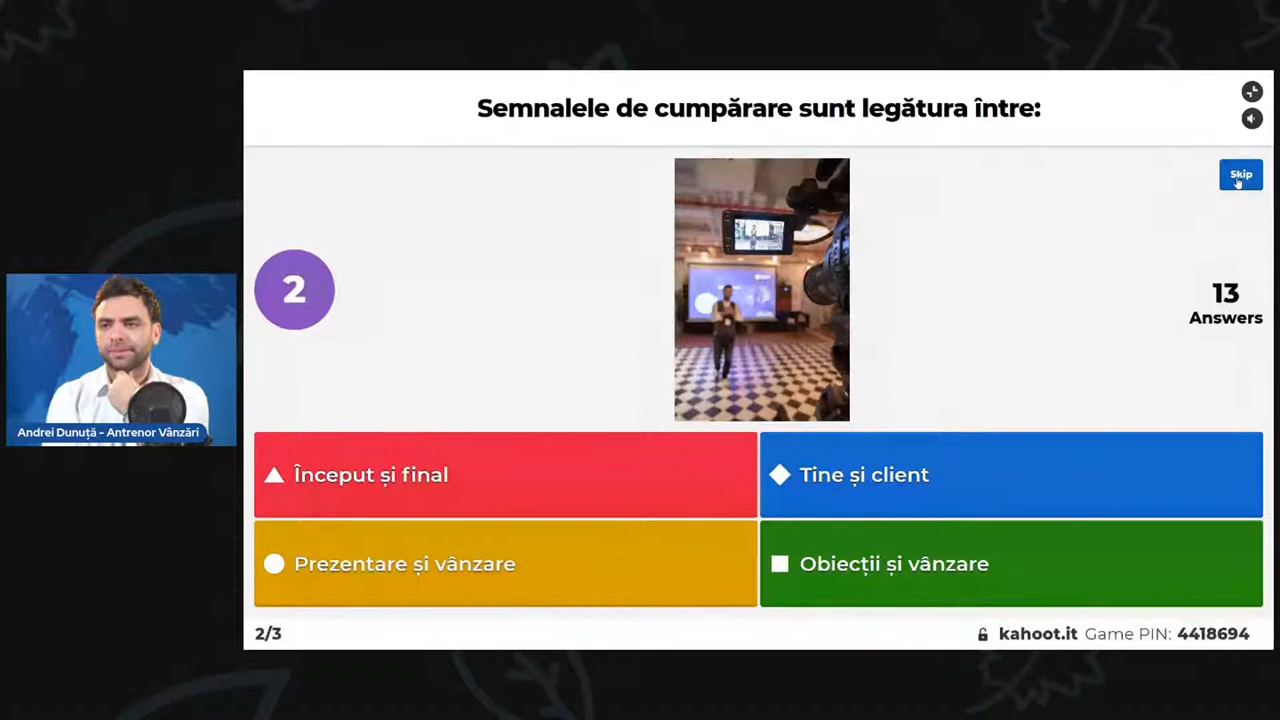 Semnalele de cumpărare sunt legătura între:
Skip
2
13
Answers
Andrei Dunuță - Antrenor Vânzări
Început și final
Tine și client
Prezentare și vânzare
Obiecții și vânzare
2/3
kahoot.it Game PIN: 4418694